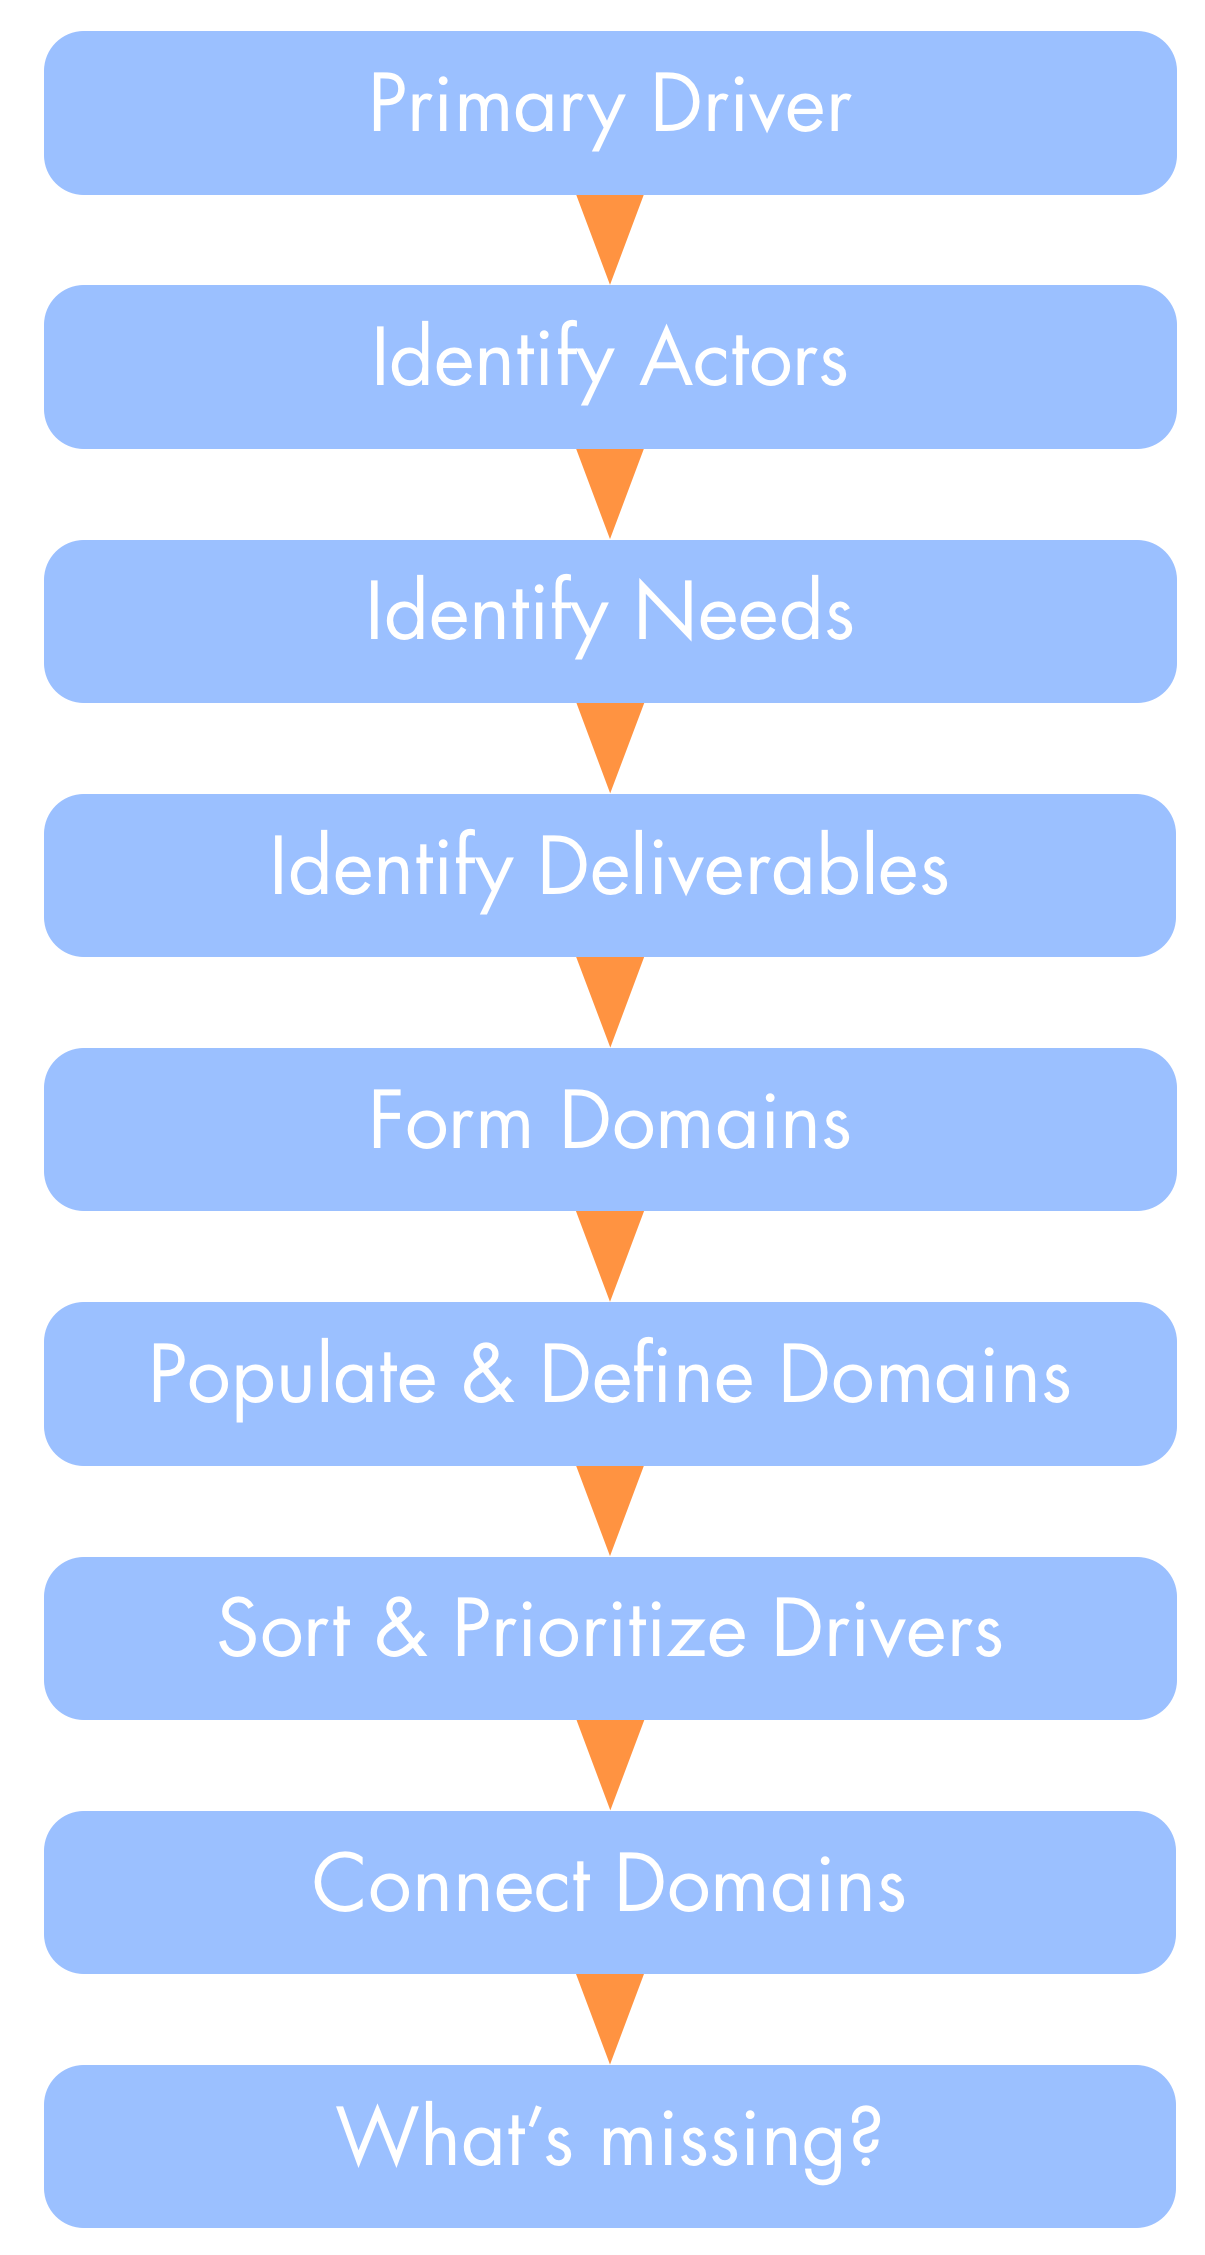 Primary Driver
Identify Actors
Identify Needs
Identify Deliverables
Form Domains
Populate & Define Domains
Sort & Prioritize Drivers
Connect Domains
What’s missing?